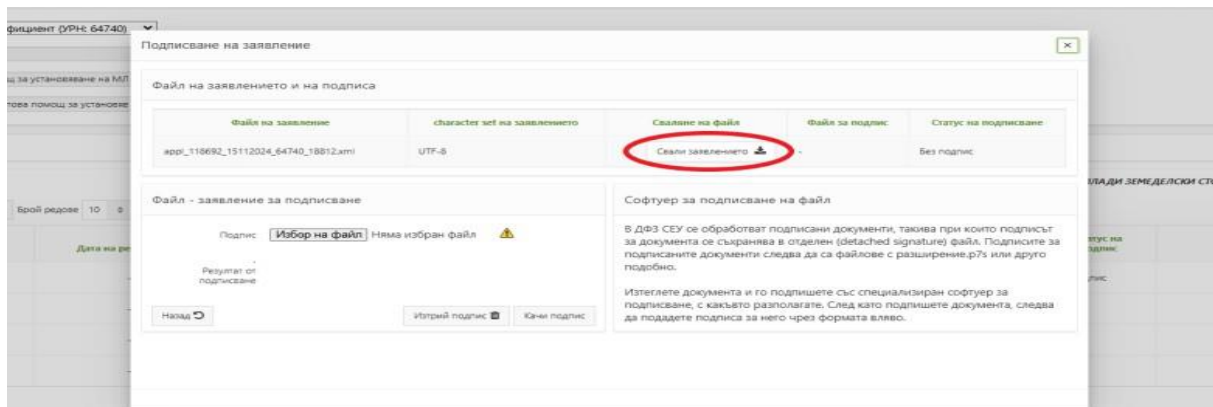 фициент (УРН: 64740)
Подписване на заявление
щ за установяване на МЛ
Файл на заявлението и на подписа
това помощ за установяв
Файл на заявление character set на заявлението Сваляне на файл Файл за подпис Статус на подписване
appl_118692_15112024_64740_18812.xml UTF-8 Свали заявлението - Без подпис
ЛАДИ ЗЕМЕДЕЛСКИ СТО
Файл - заявление за подписване
Софтуер за подписване на файл
Брой редове 10
Подпис Избор на файл Няма избран файл
В ДФЗ СЕУ се обработват подписани документи, такива при които подписът
за документа се съхранява в отделен (detached signature) файл. Подписите за
подписаните документи следва да са файлове с разширение.p7s или друго
подобно.
Дата на ре
атус на
одпис
-
Резултат от
подписване
пис
Изтеглете документа и го подпишете със специализиран софтуер за
подписване, с какъвто разполагате. След като подпишете документа, следва
да подадете подписа за него чрез формата вляво.
Назад Изтрий подпис Качи подпис